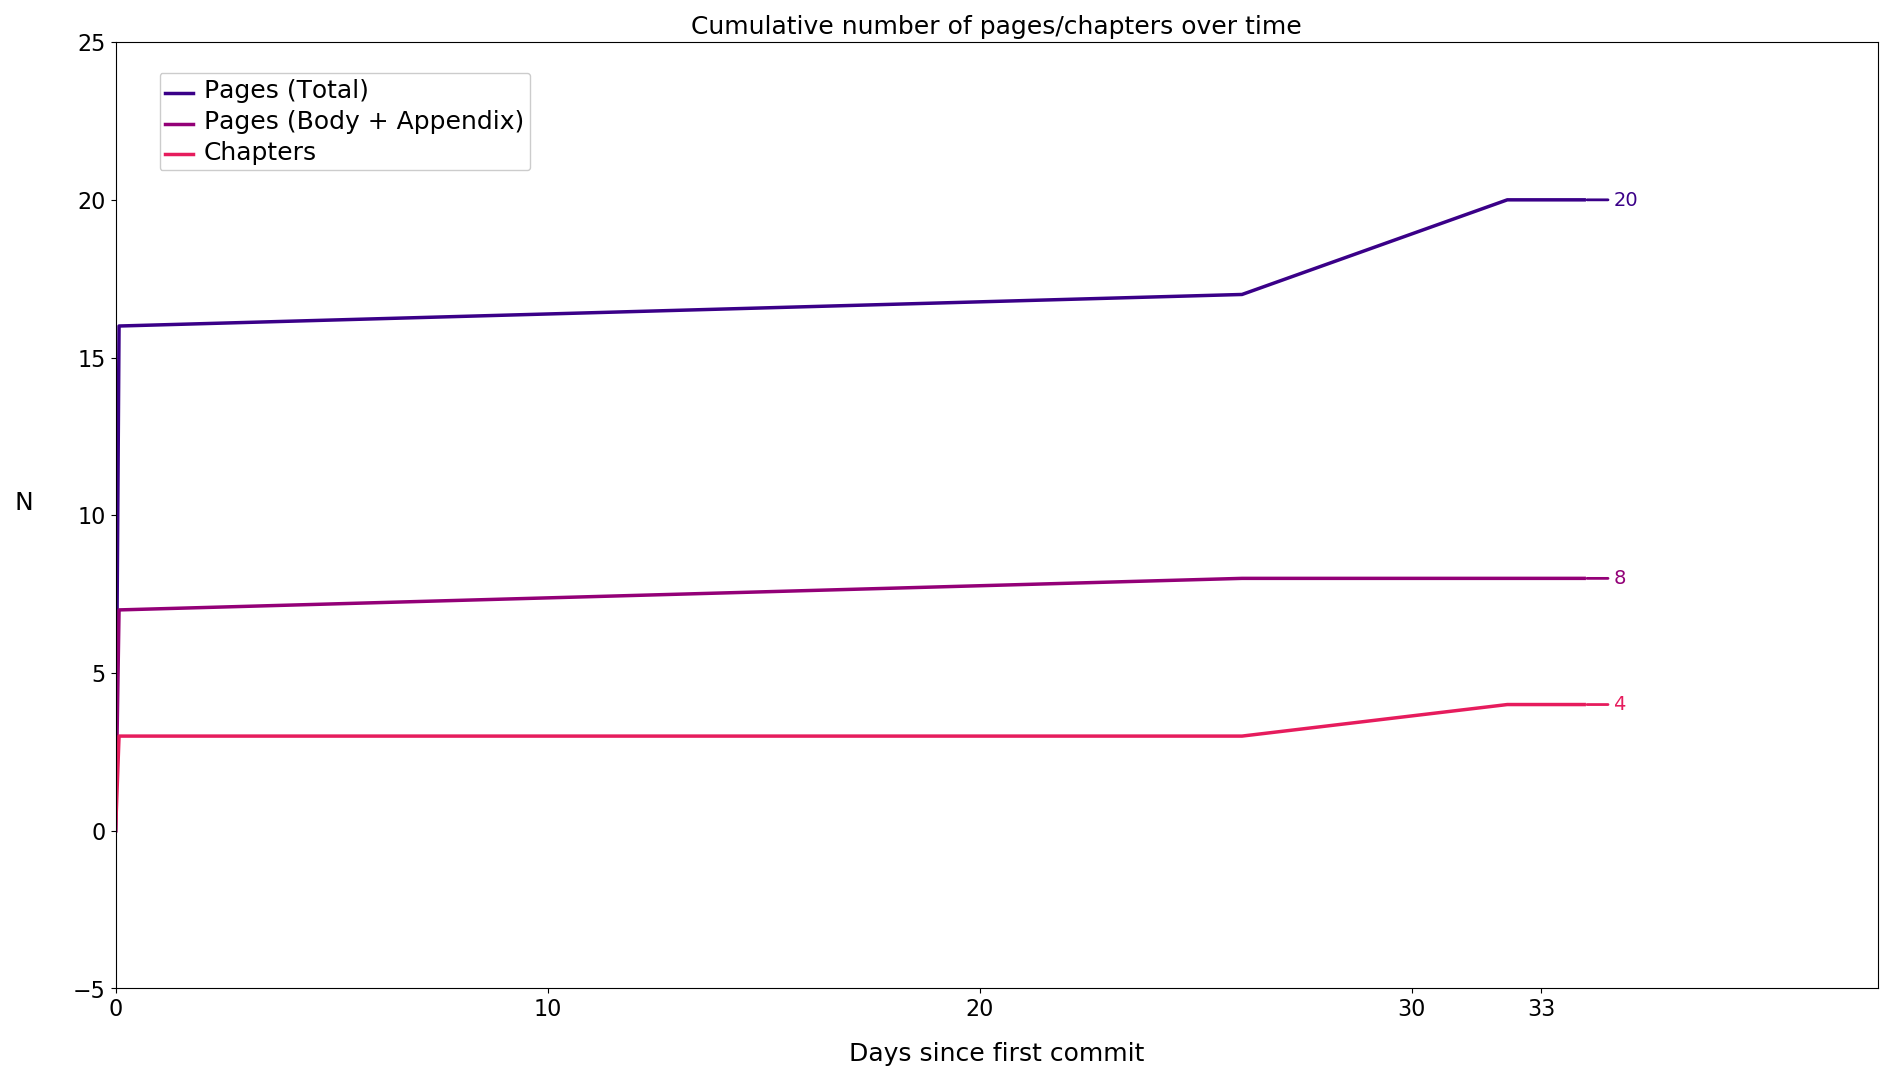 Cumulative number of pages/chapters over time
25
20
15
10
5
0
−5
N
Pages (Total)
Pages (Body + Appendix)
Chapters
20
8
4
0 10 20 30 33
Days since first commit